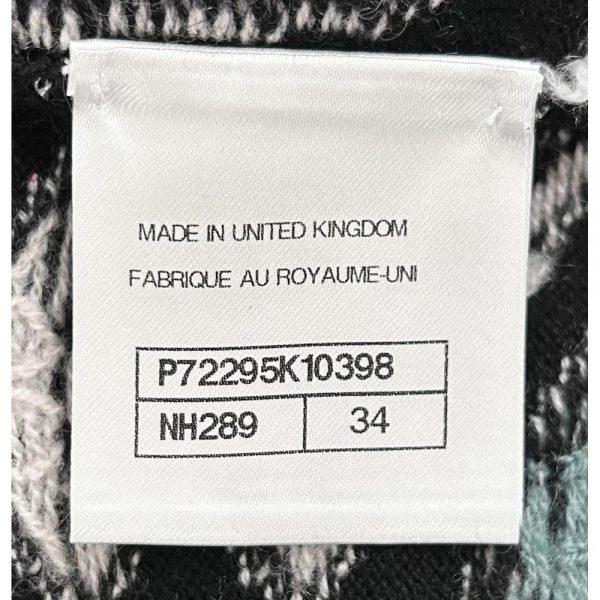 MADE IN UNITED KINGDOM
FABRIQUE AU ROYAUME-UNI
P72295K10398
NH289 34